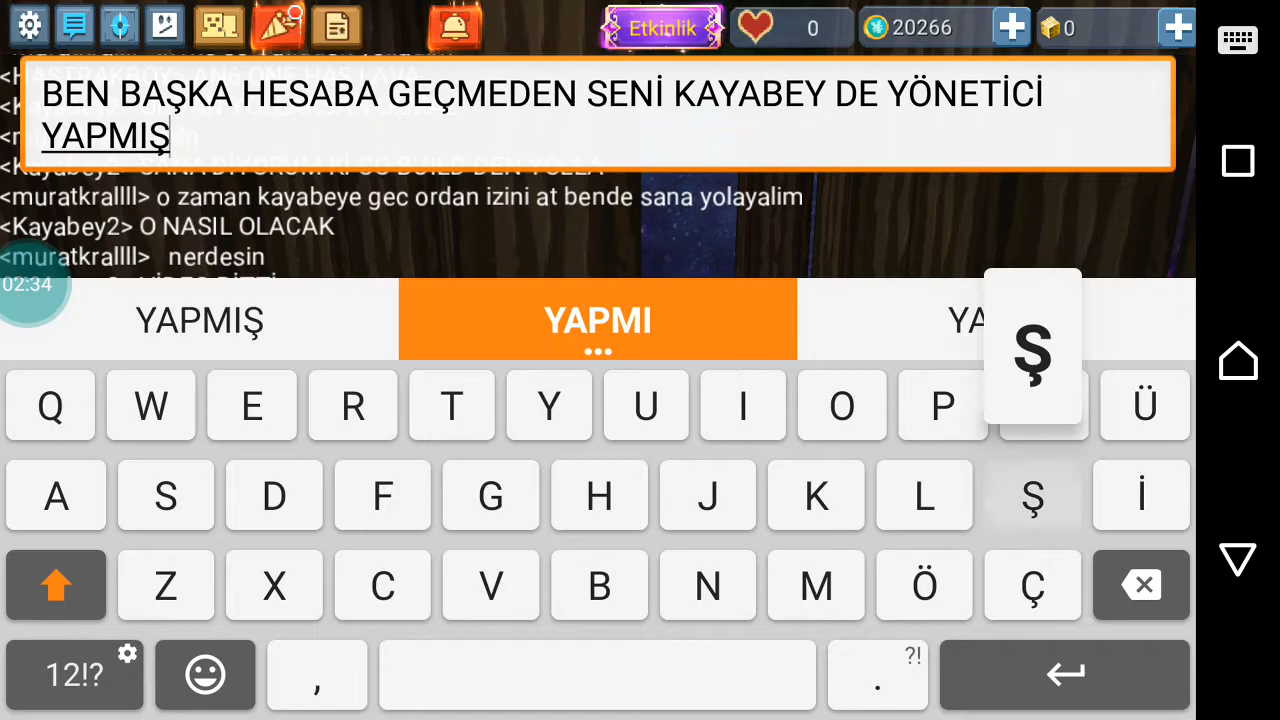 Etkinlik
0
20266
0
BEN BAŞKA HESABA GEÇMEDEN SENİ KAYABEY DE YÖNETİCİ
YAPMIŞ
<muratkrallll> o zaman kayabeye gec ordan izini at bende sana yolayalim
<Kayabey2> O NASIL OLACAK
<muratkrallll> nerdesin
02:34
YAPMIŞ
YAPMI
YA
Ş
Q W E R T Y U I O P Ü
A S D F G H J K L Ş İ
Z X C V B N M Ö Ç
12!? , . ?!